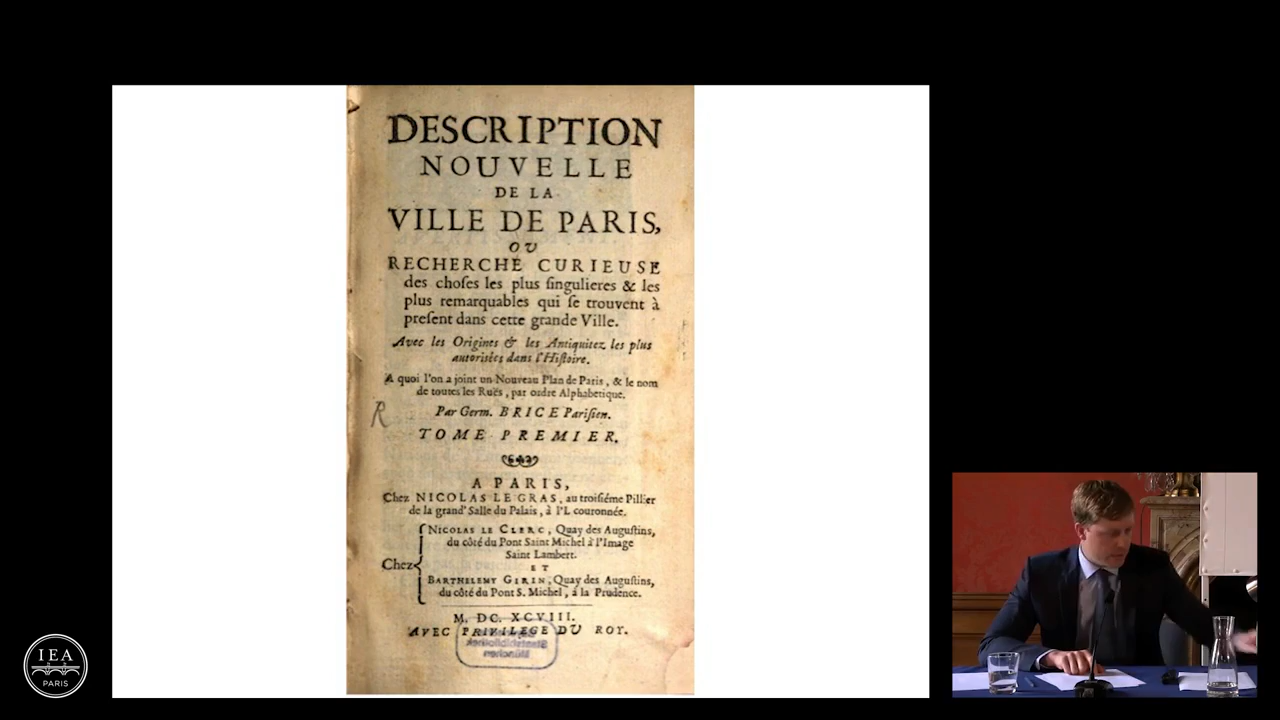 DESCRIPTION
NOUVELLE
DE LA
VILLE DE PARIS,
OU
RECHERCHE CURIEUSE
des choses les plus singulieres & les
plus remarquables qui se trouvent à
present dans cette grande Ville.
Avec les Origines & les Antiquitez les plus
autorisées dans l'Histoire.
A quoi l'on a joint un Nouveau Plan de Paris, & le nom
de toutes les Ruës, par ordre Alphabetique.
Par Germ. BRICE Parisien.
R
TOME PREMIER.
A PARIS,
Chez NICOLAS LE GRAS, au troisiéme Pillier
de la grand' Salle du Palais, à l'L couronnée.
Chez
NICOLAS LE CLERC, Quay des Augustins,
du côté du Pont Saint Michel à l'Image
Saint Lambert.
ET
BARTHELEMY GIRIN, Quay des Augustins,
du côté du Pont S. Michel, à la Prudence.
M. DC. XCVIII.
AVEC PRIVILEGE DU ROY.
Staatsbibliothek
München
IEA
PARIS